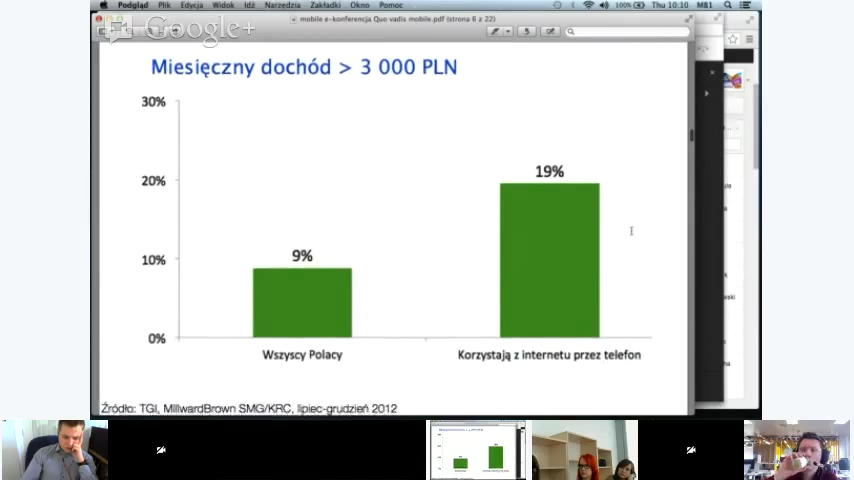 Podgląd Plik Edycja Widok Idź Narzędzia Zakładki Okno Pomoc 100% Thu 10:10 MB1
mobile e-konferencja Quo vadis mobile.pdf (strona 6 z 22)
Google+
Miesięczny dochód > 3 000 PLN
30%
19%
20%
9%
10%
0%
Wszyscy Polacy Korzystają z internetu przez telefon
Źródło: TGI, MillwardBrown SMG/KRC, lipiec-grudzień 2012